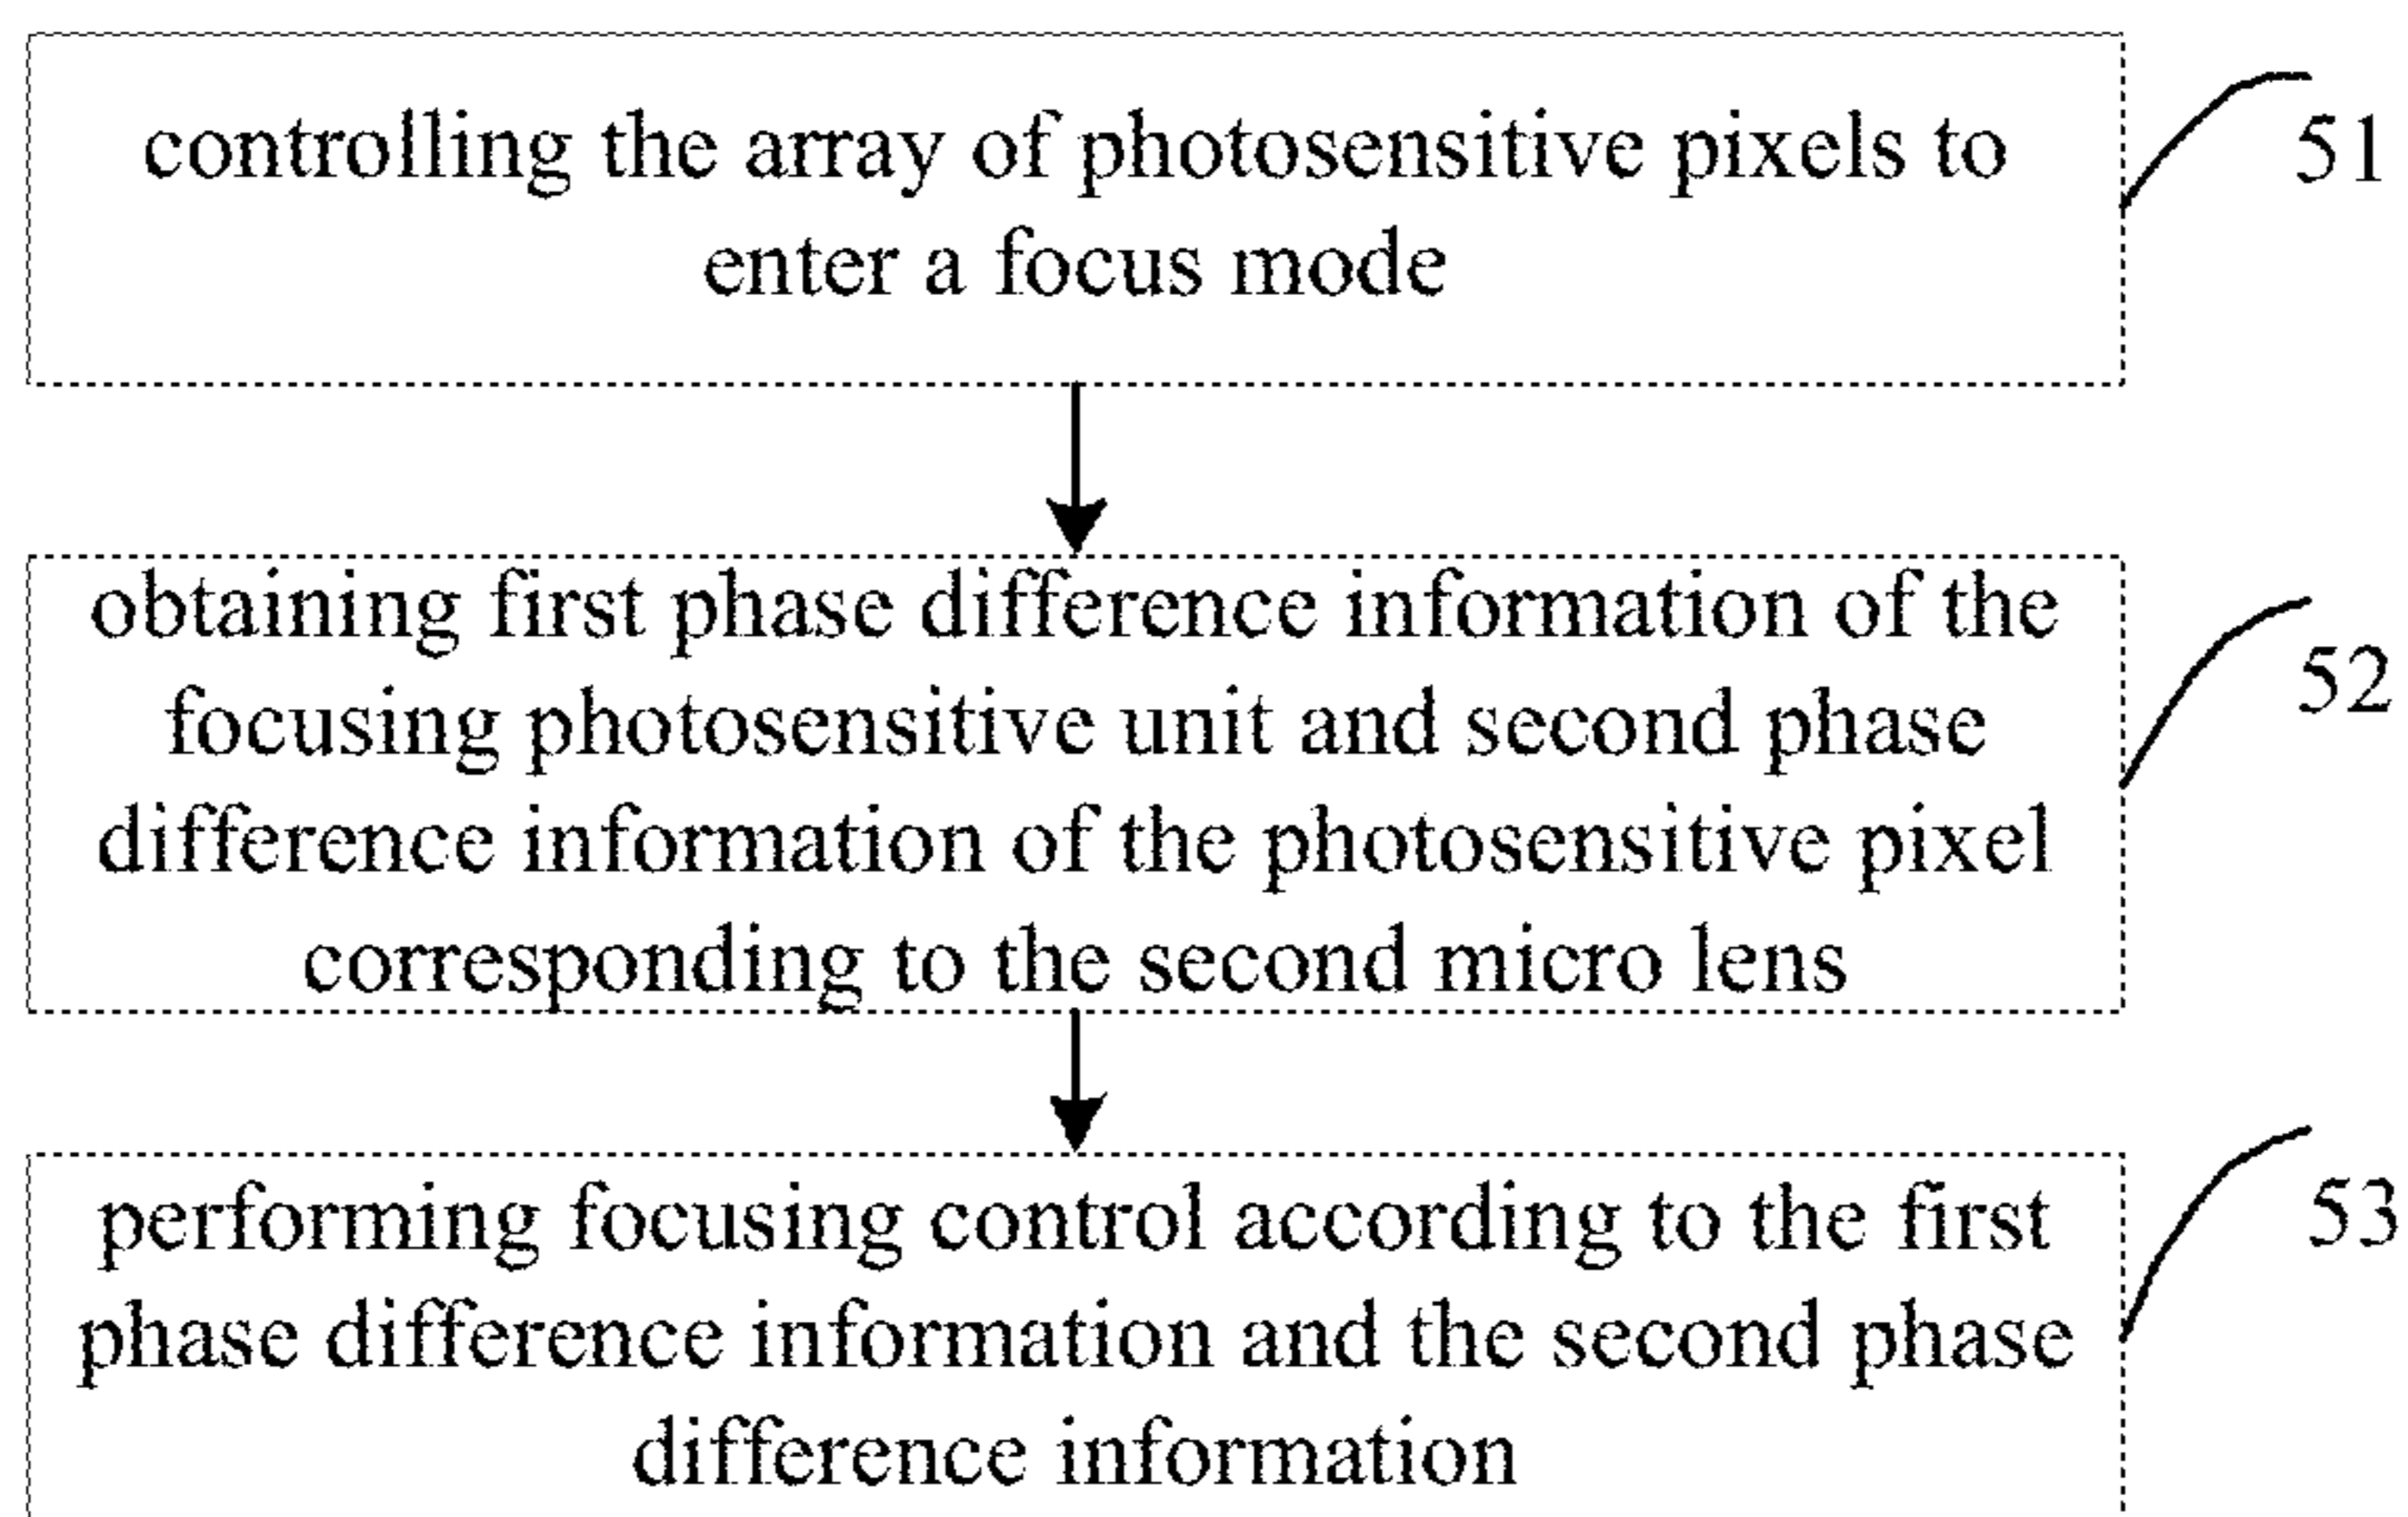 controlling the array of photosensitive pixels to
enter a focus mode
51
obtaining first phase difference information of the
focusing photosensitive unit and second phase
difference information of the photosensitive pixel
corresponding to the second micro lens
52
performing focusing control according to the first
phase difference information and the second phase
difference information
53